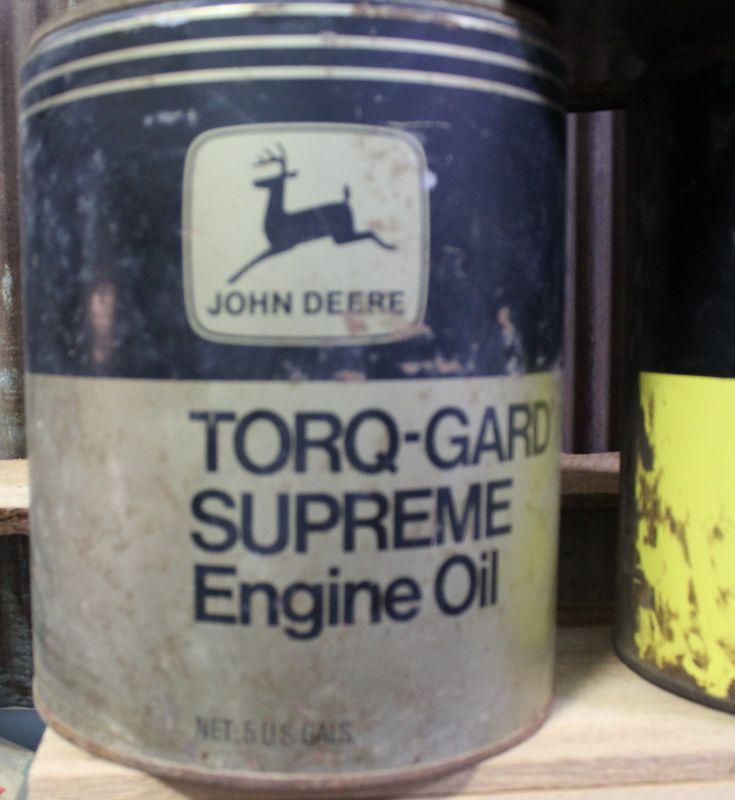 JOHN DEERE
TORQ-GARD
SUPREME
Engine Oil
NET. 5 U.S. GALS.